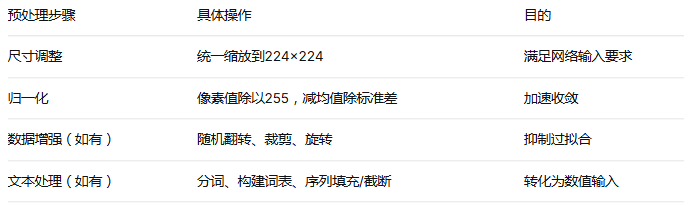 预处理步骤 具体操作 目的
尺寸调整 统一缩放到224×224 满足网络输入要求
归一化 像素值除以255，减均值除标准差 加速收敛
数据增强（如有） 随机翻转、裁剪、旋转 抑制过拟合
文本处理（如有） 分词、构建词表、序列填充/截断 转化为数值输入